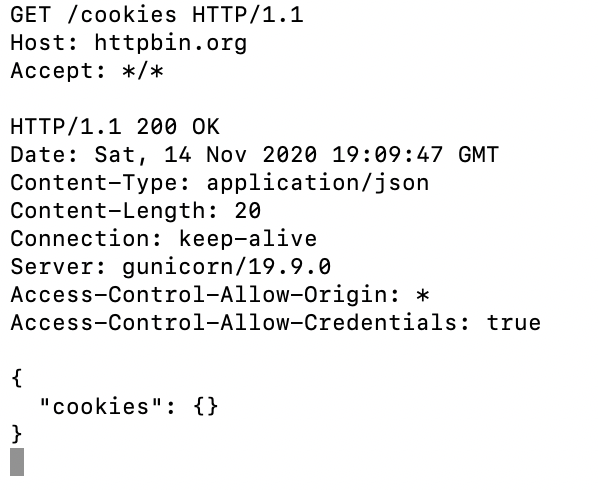 GET /cookies HTTP/1.1
Host: httpbin.org
Accept: */*

HTTP/1.1 200 OK
Date: Sat, 14 Nov 2020 19:09:47 GMT
Content-Type: application/json
Content-Length: 20
Connection: keep-alive
Server: gunicorn/19.9.0
Access-Control-Allow-Origin: *
Access-Control-Allow-Credentials: true

{
  "cookies": {}
}